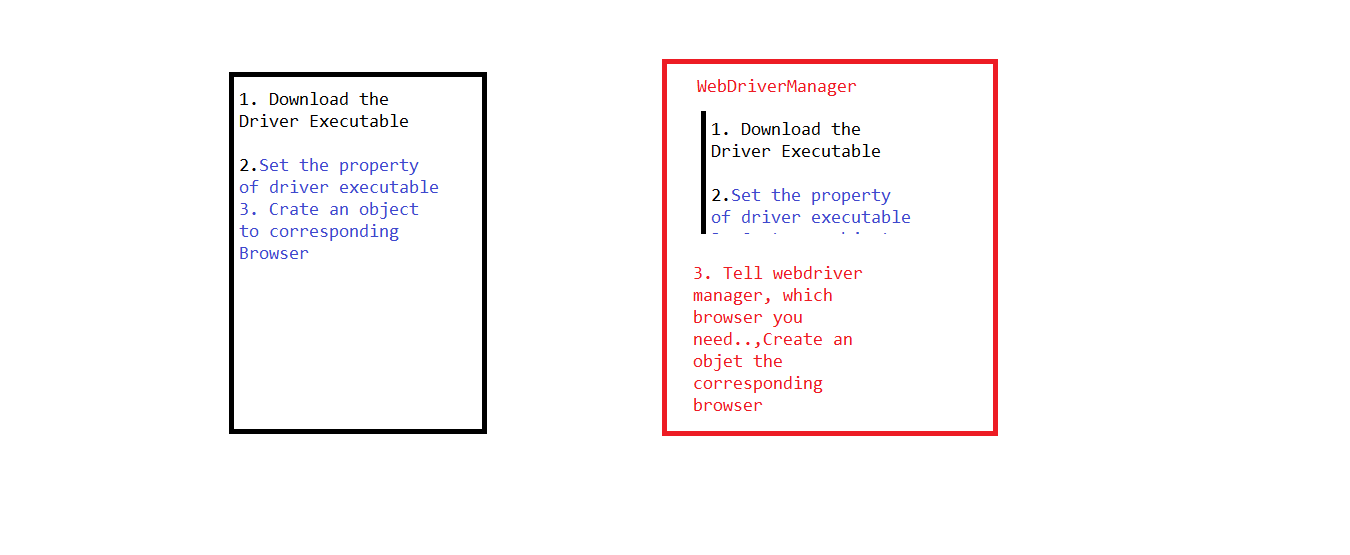 1. Download the
Driver Executable
2.Set the property
of driver executable
3. Crate an object
to corresponding
Browser
WebDriverManager
1. Download the
Driver Executable
2.Set the property
of driver executable
3. Tell webdriver
manager, which
browser you
need..,Create an
objet the
corresponding
browser